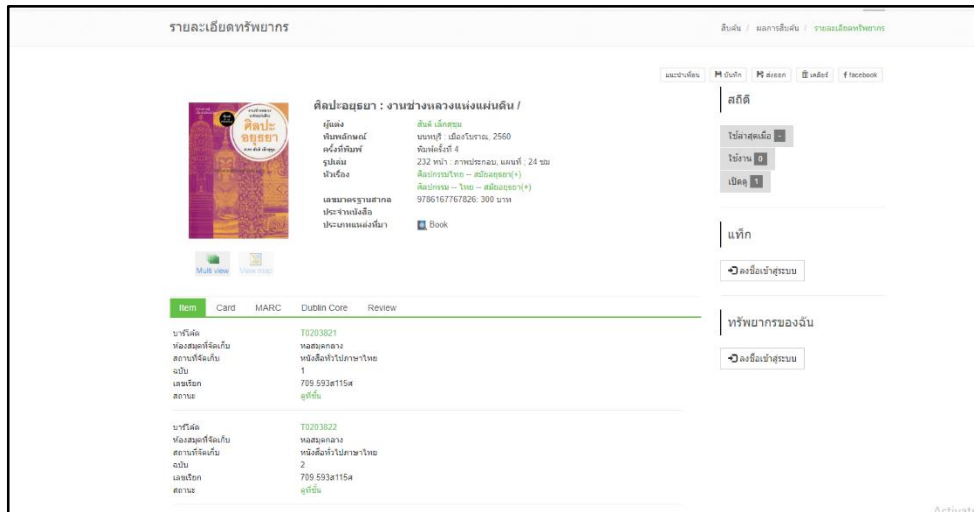 รายละเอียดทรัพยากร
สืบค้น / ผลการสืบค้น / รายละเอียดทรัพยากร
แนะนำเพื่อน บันทึก ส่งออก เคลียร์ facebook
ศิลปะอยุธยา : งานช่างหลวงแห่งแผ่นดิน /
ผู้แต่ง สันติ เล็กสุขุม
พิมพลักษณ์ นนทบุรี : เมืองโบราณ, 2560
ครั้งที่พิมพ์ พิมพ์ครั้งที่ 4
รูปเล่ม 232 หน้า : ภาพประกอบ, แผนที่ ; 24 ซม
หัวเรื่อง ศิลปกรรมไทย -- สมัยอยุธยา(+)
ศิลปกรรม -- ไทย -- สมัยอยุธยา(+)
เลขมาตรฐานสากลประจำหนังสือ 9786167767826: 300 บาท
ประเภทแหล่งที่มา Book
ศิลปะ
อยุธยา
Multi view View map
สถิติ
ใช้ล่าสุดเมื่อ -
ใช้งาน 0
เปิดดู 1
แท็ก
ลงชื่อเข้าสู่ระบบ
ทรัพยากรของฉัน
ลงชื่อเข้าสู่ระบบ
Item Card MARC Dublin Core Review
บาร์โค้ด T0203821
ห้องสมุดที่จัดเก็บ หอสมุดกลาง
สถานที่จัดเก็บ หนังสือทั่วไปภาษาไทย
ฉบับ 1
เลขเรียก 709.593ส115ศ
สถานะ ดูที่ชั้น
บาร์โค้ด T0203822
ห้องสมุดที่จัดเก็บ หอสมุดกลาง
สถานที่จัดเก็บ หนังสือทั่วไปภาษาไทย
ฉบับ 2
เลขเรียก 709.593ส115ศ
สถานะ ดูที่ชั้น